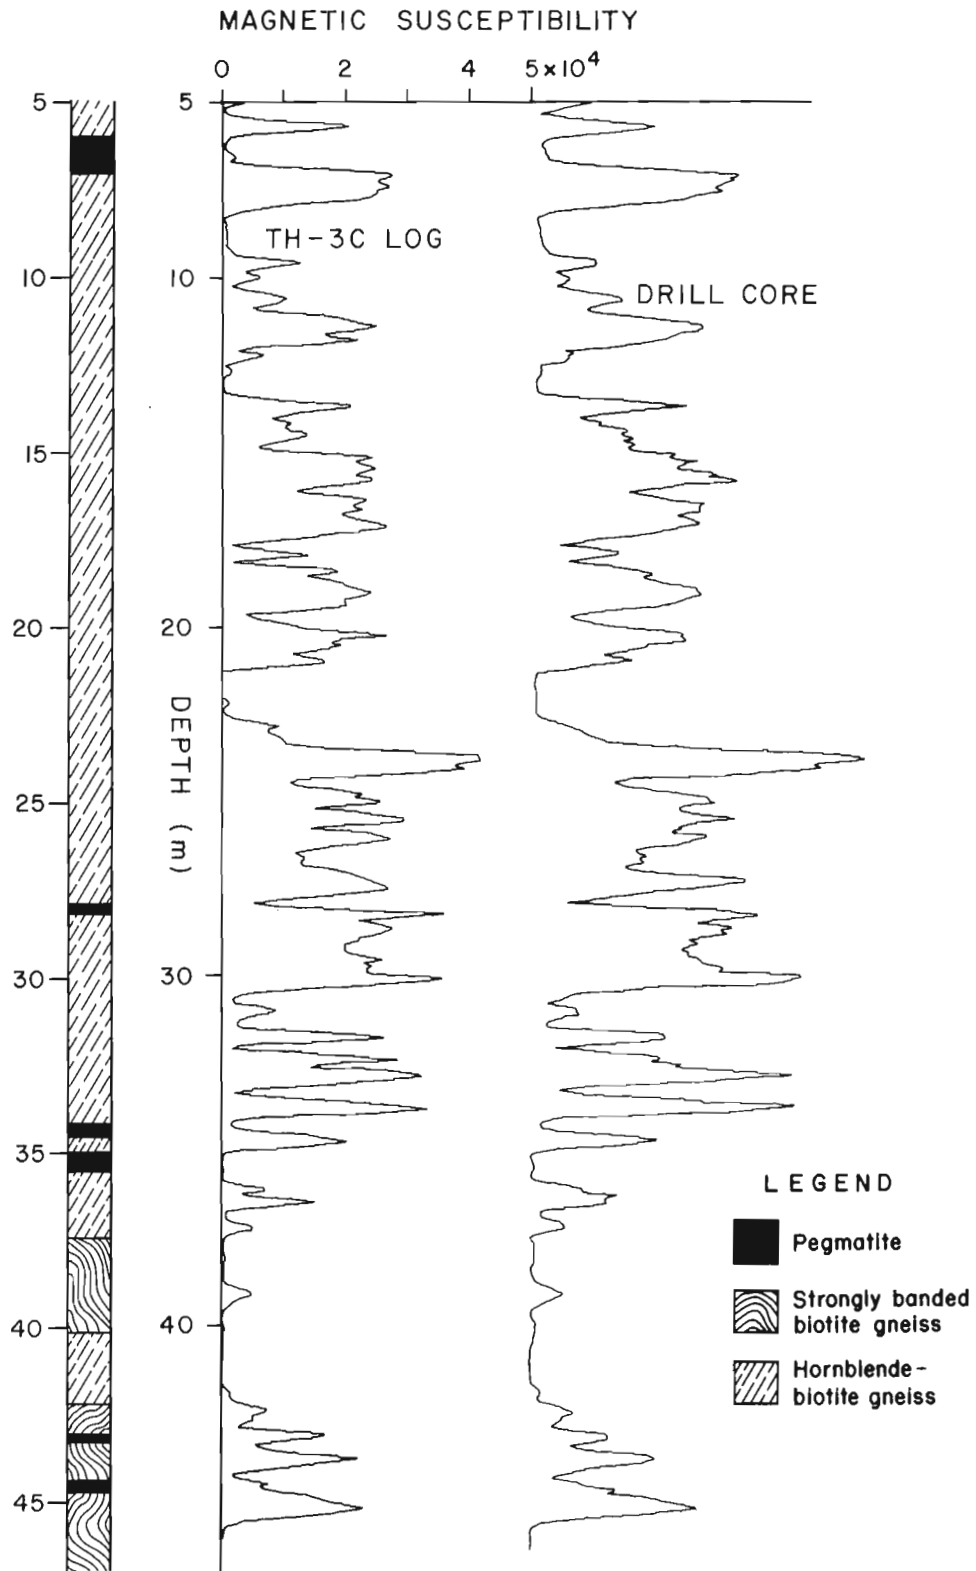 MAGNETIC SUSCEPTIBILITY
0 2 4 5×10⁴
5 5
TH-3C LOG
10 10
DRILL CORE
15
20 20
DEPTH (m)
25
30 30
35
LEGEND
Pegmatite
Strongly banded
biotite gneiss
40 40
Hornblende-
biotite gneiss
45